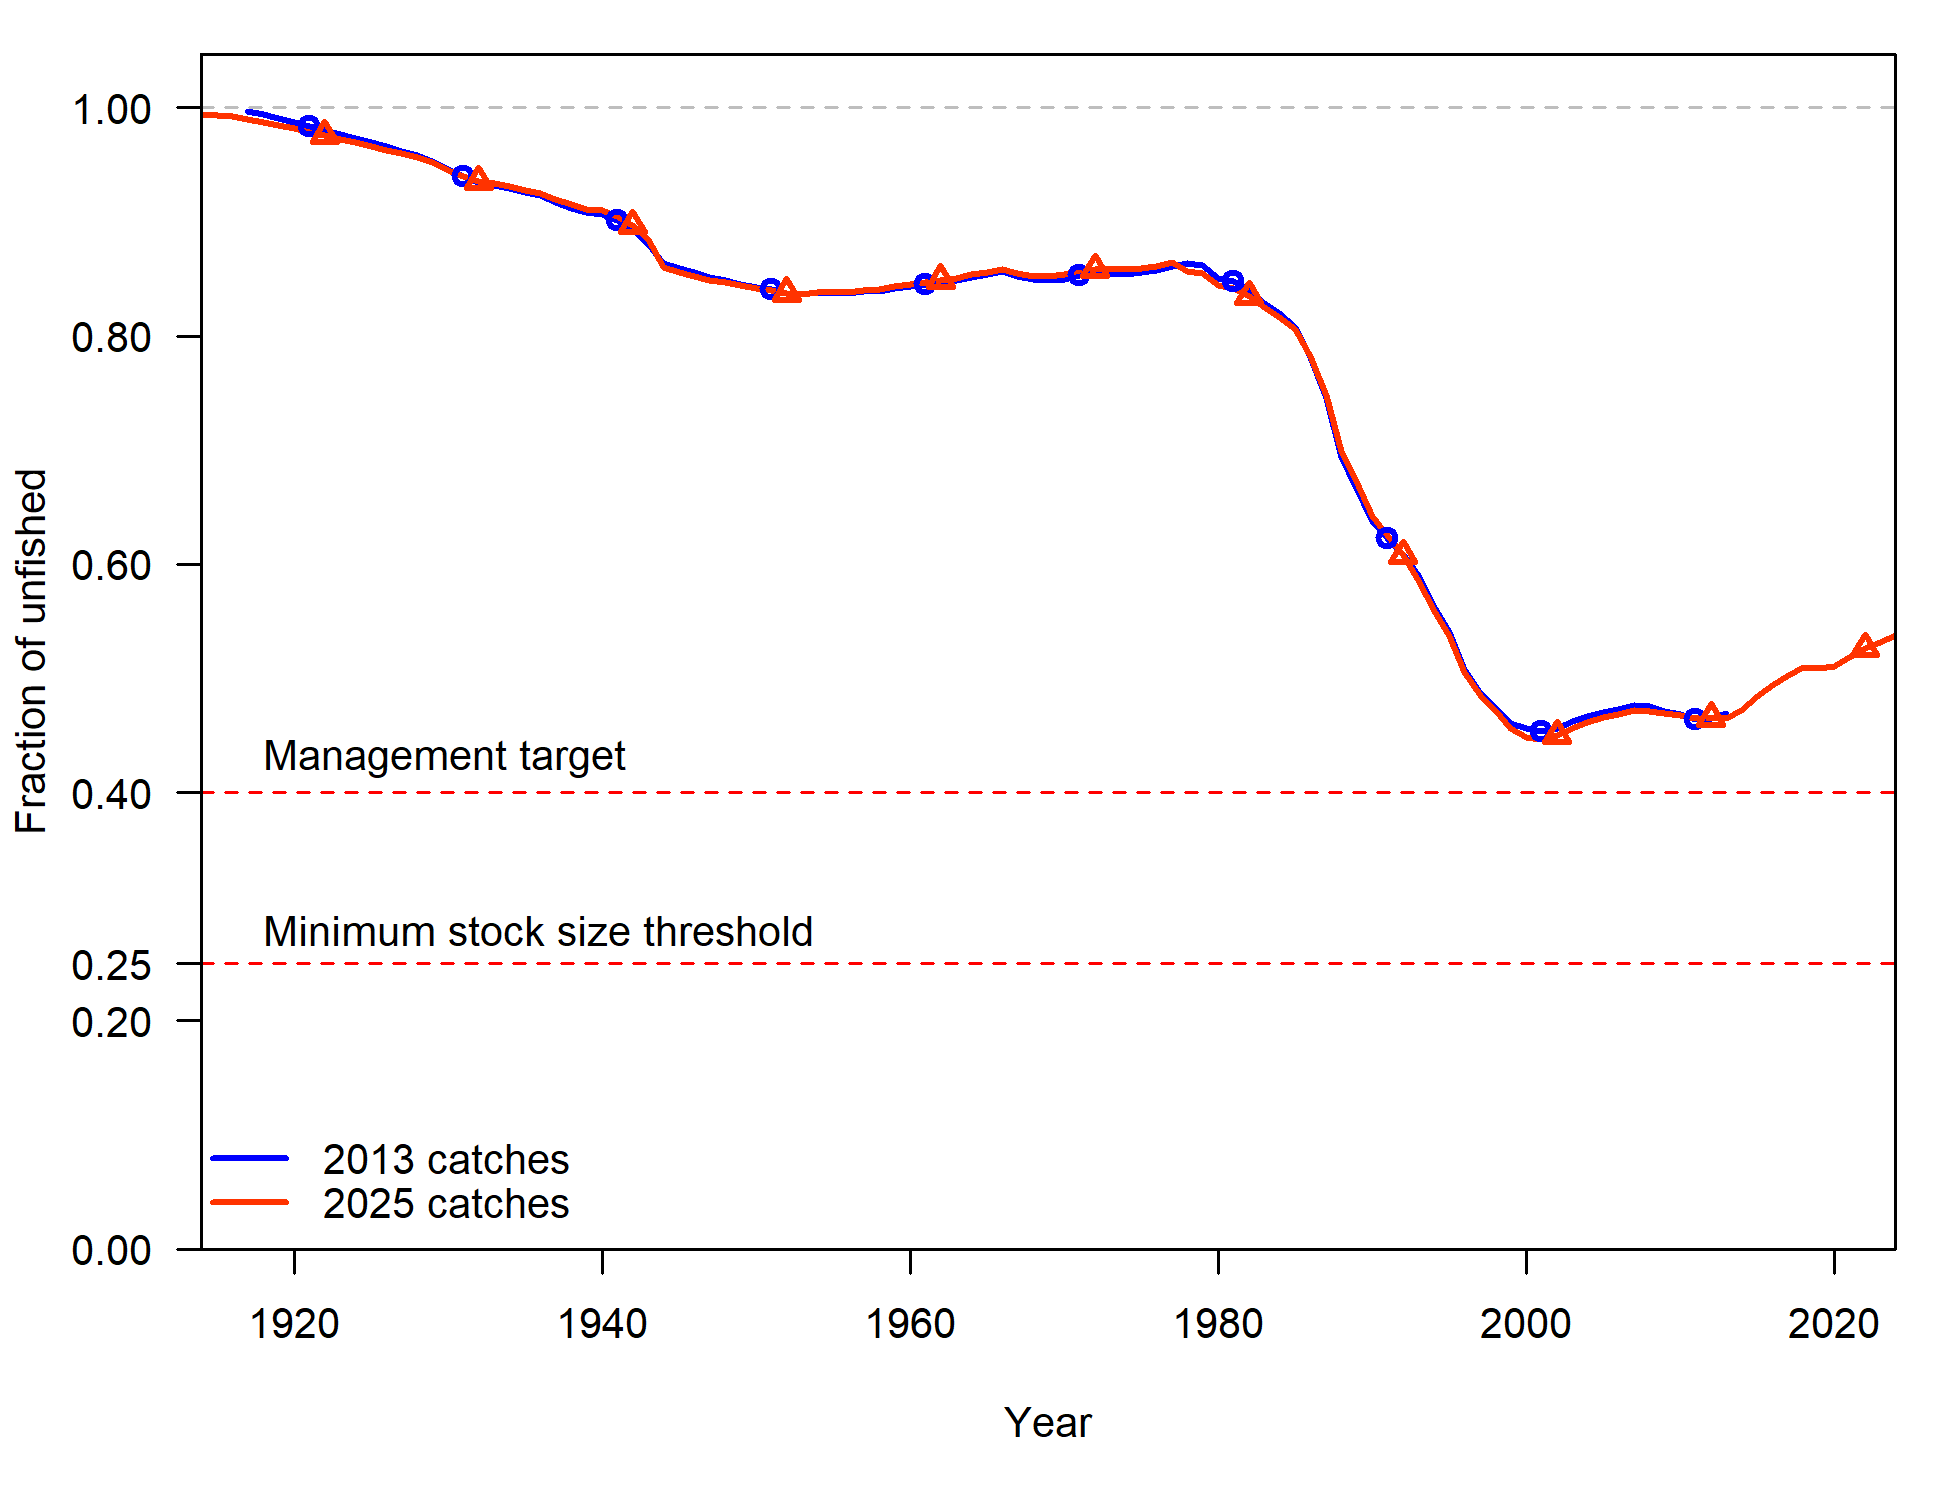 1.00
0.80
0.60
0.40
0.25
0.20
0.00
Fraction of unfished
Management target
Minimum stock size threshold
2013 catches
2025 catches
1920 1940 1960 1980 2000 2020
Year